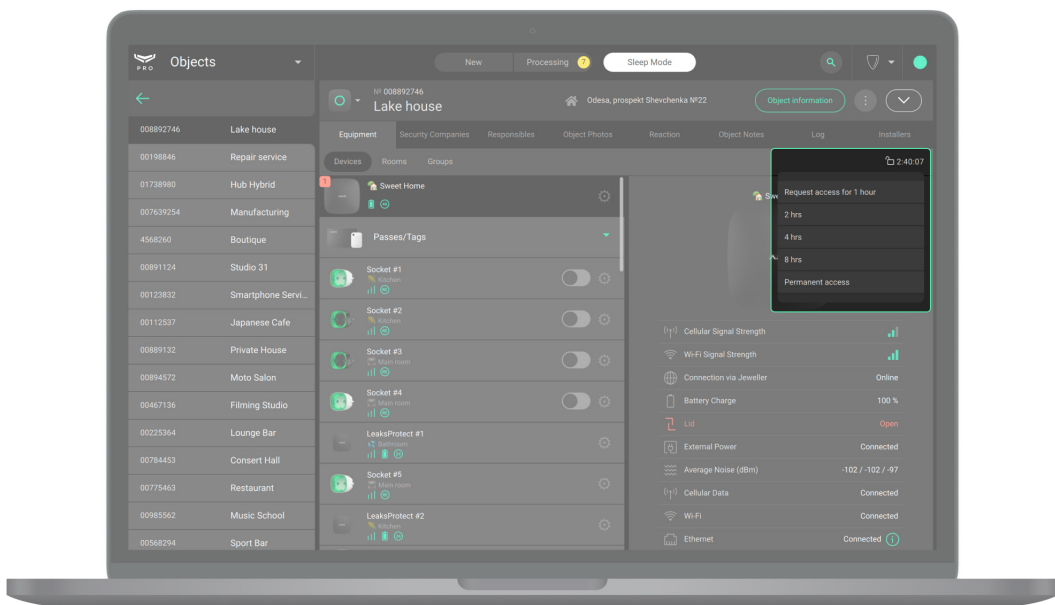 PRO
Objects
New
Processing
?
Sleep Mode
Nº 008892746
Lake house
Odesa, prospekt Shevchenka Nº22
Object information
008892746 Lake house
00198846 Repair service
01738980 Hub Hybrid
007639254 Manufacturing
4568260 Boutique
00891124 Studio 31
00123832 Smartphone Servi...
00112537 Japanese Cafe
00889132 Private House
00894572 Moto Salon
00467136 Filming Studio
00225364 Lounge Bar
00784453 Consert Hall
00775463 Restaurant
00985562 Music School
00568294 Sport Bar
Equipment Security Companies Responsibles Object Photos Reaction Object Notes Log Installers
Devices Rooms Groups
1
Sweet Home
Passes/Tags
Socket #1
Kitchen
Socket #2
Kitchen
Socket #3
Main room
Socket #4
Main room
LeaksProtect #1
Bathroom
Socket #5
Main room
LeaksProtect #2
Kitchen
2:40:07
Request access for 1 hour
2 hrs
4 hrs
8 hrs
Permanent access
Cellular Signal Strength
Wi-Fi Signal Strength
Connection via Jeweller Online
Battery Charge 100 %
Lid Open
External Power Connected
Average Noise (dBm) -102 / -102 / -97
Cellular Data Connected
Wi-Fi Connected
Ethernet Connected